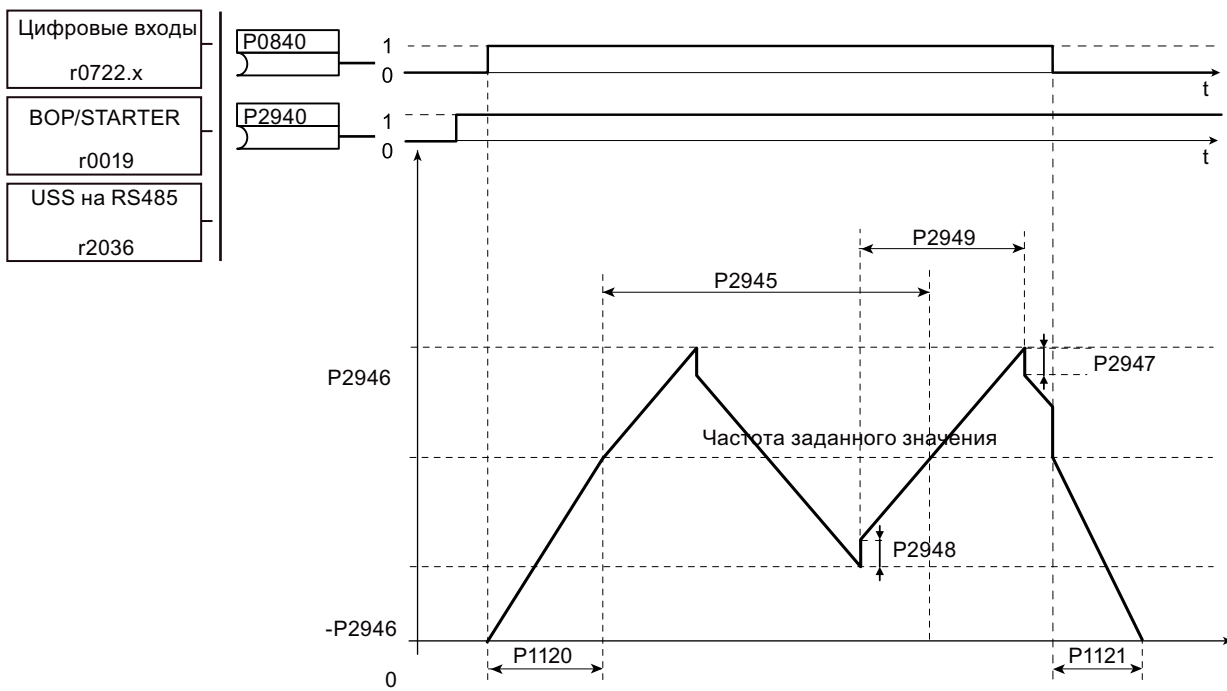 Цифровые входы
r0722.x
BOP/STARTER
r0019
USS на RS485
r2036
P0840
1
0
t
P2940
1
0
t
P2949
P2945
P2946
P2947
Частота заданного значения
P2948
-P2946
P1120
P1121
0